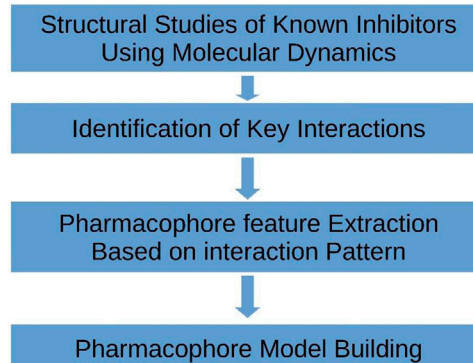 Structural Studies of Known Inhibitors
Using Molecular Dynamics
Identification of Key Interactions
Pharmacophore feature Extraction
Based on interaction Pattern
Pharmacophore Model Building